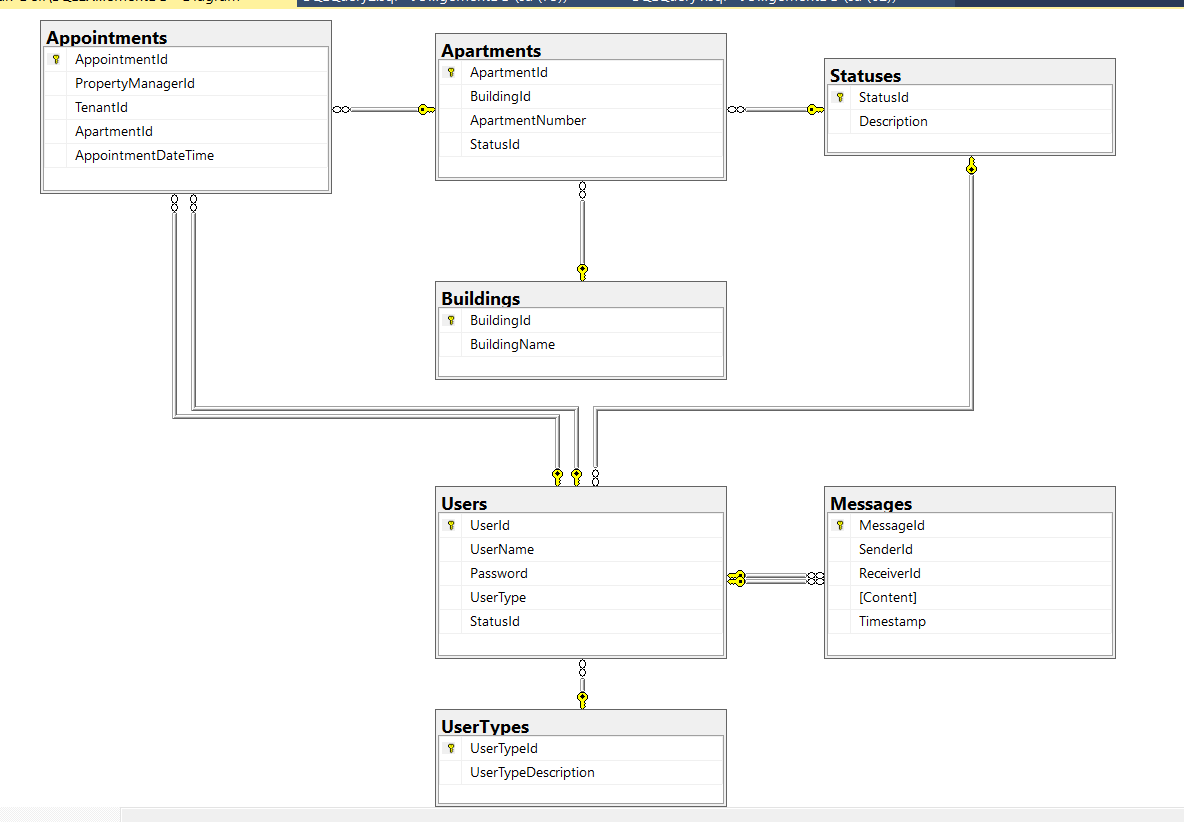 Appointments
AppointmentId
PropertyManagerId
TenantId
ApartmentId
AppointmentDateTime
Apartments
ApartmentId
BuildingId
ApartmentNumber
StatusId
Statuses
StatusId
Description
Buildings
BuildingId
BuildingName
Users
UserId
UserName
Password
UserType
StatusId
Messages
MessageId
SenderId
ReceiverId
[Content]
Timestamp
UserTypes
UserTypeId
UserTypeDescription